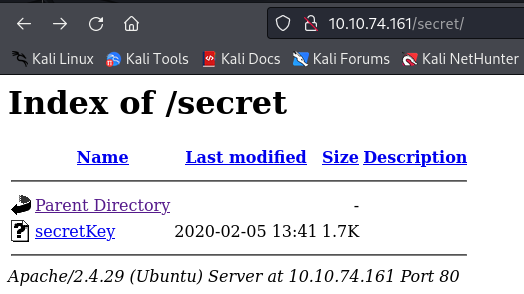 10.10.74.161/secret/
Kali Linux Kali Tools Kali Docs Kali Forums Kali NetHunter
Index of /secret
Name Last modified Size Description
Parent Directory -
secretKey 2020-02-05 13:41 1.7K
Apache/2.4.29 (Ubuntu) Server at 10.10.74.161 Port 80